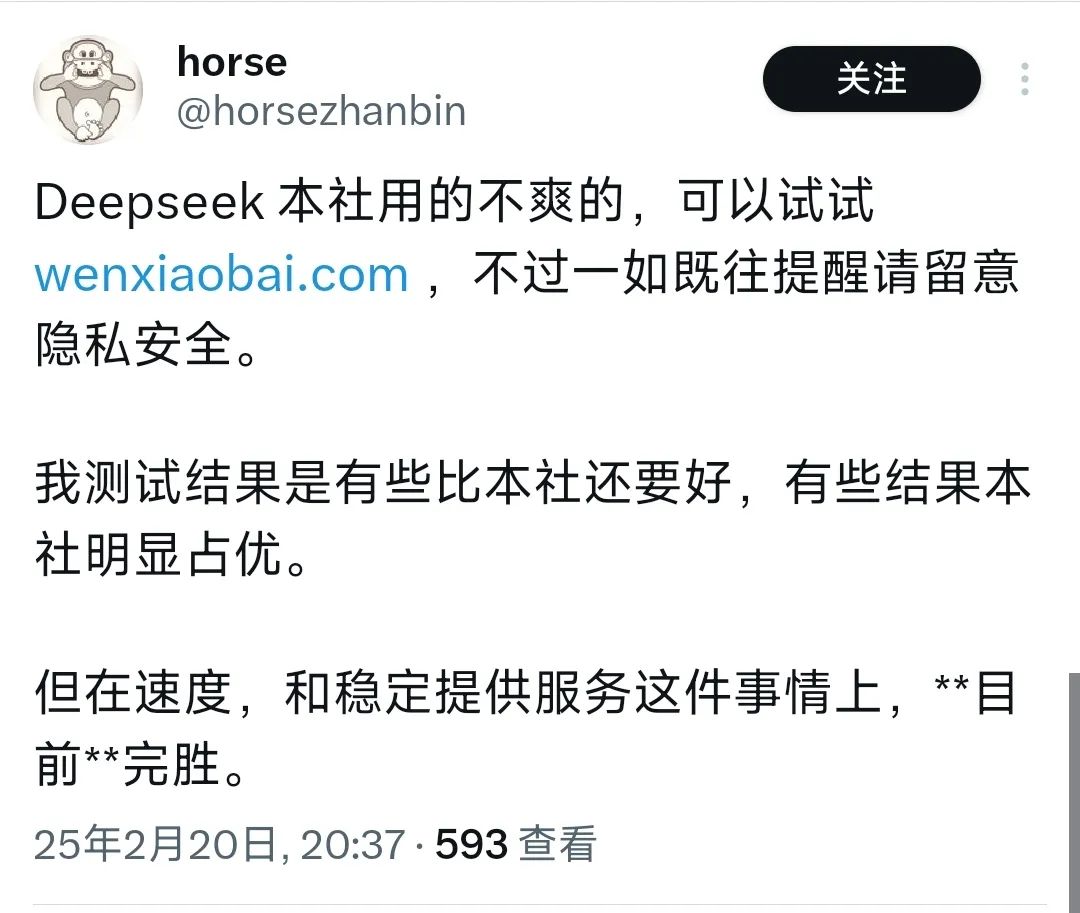 horse
@horsezhanbin
关注
Deepseek 本社用的不爽的，可以试试
wenxiaobai.com ，不过一如既往提醒请留意
隐私安全。
我测试结果是有些比本社还要好，有些结果本
社明显占优。
但在速度，和稳定提供服务这件事情上，**目
前**完胜。
25年2月20日, 20:37 · 593 查看